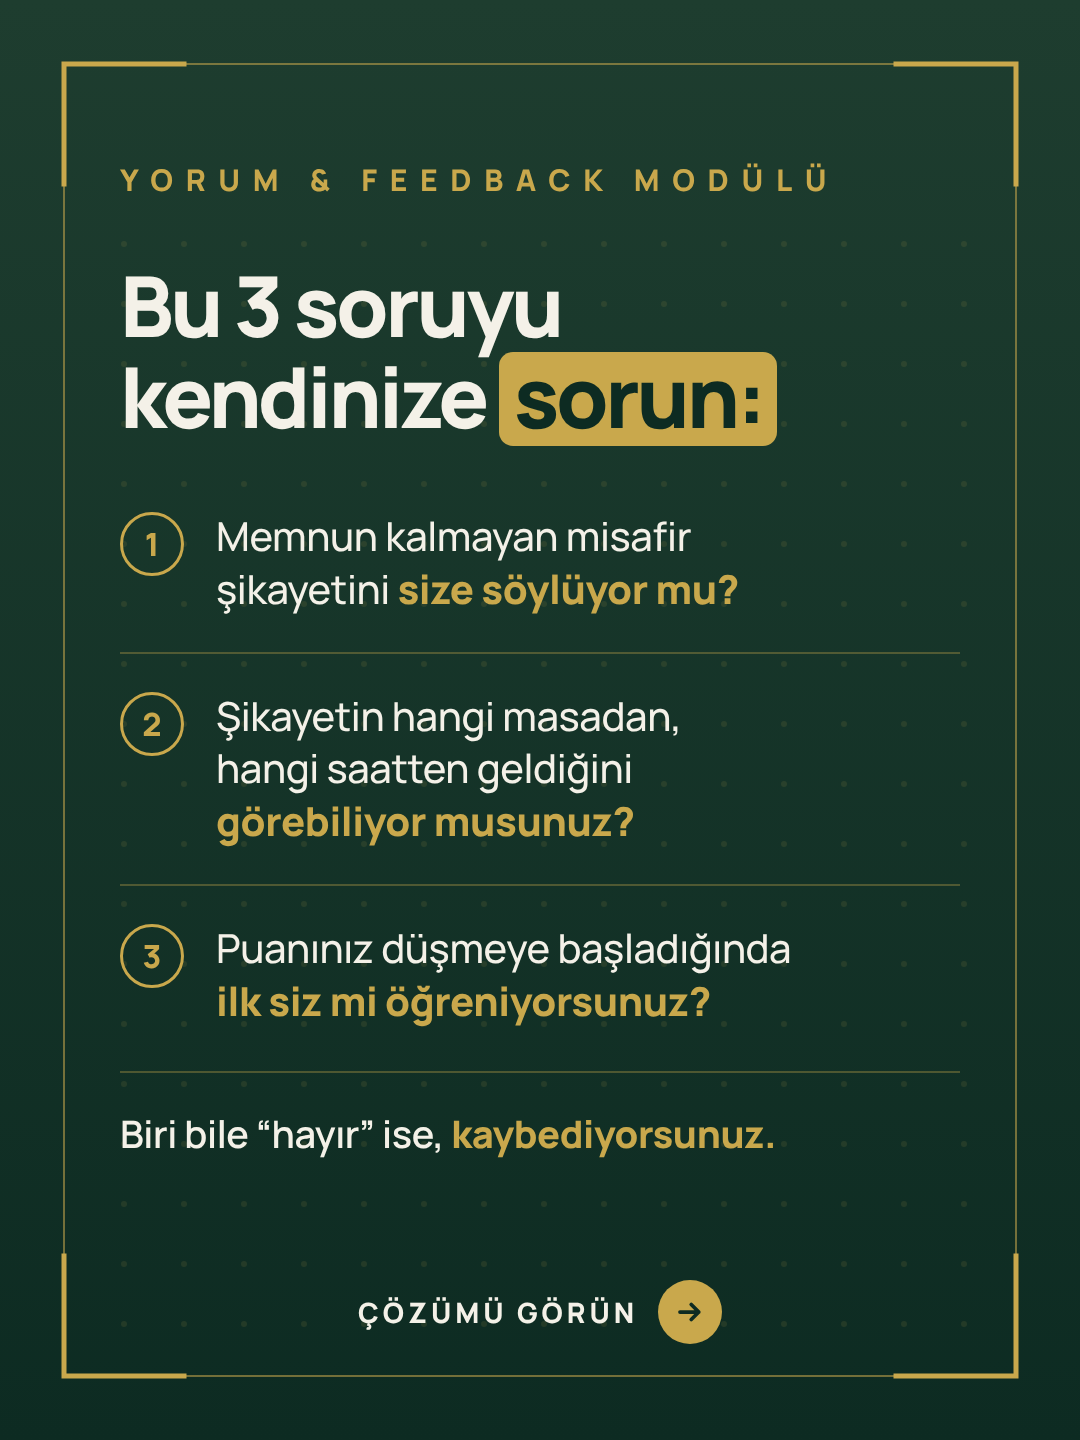 YORUM & FEEDBACK MODÜLÜ
Bu 3 soruyu
kendinize sorun:
1 Memnun kalmayan misafir
şikayetini size söylüyor mu?
2 Şikayetin hangi masadan,
hangi saatten geldiğini
görebiliyor musunuz?
3 Puanınız düşmeye başladığında
ilk siz mi öğreniyorsunuz?
Biri bile “hayır” ise, kaybediyorsunuz.
ÇÖZÜMÜ GÖRÜN →